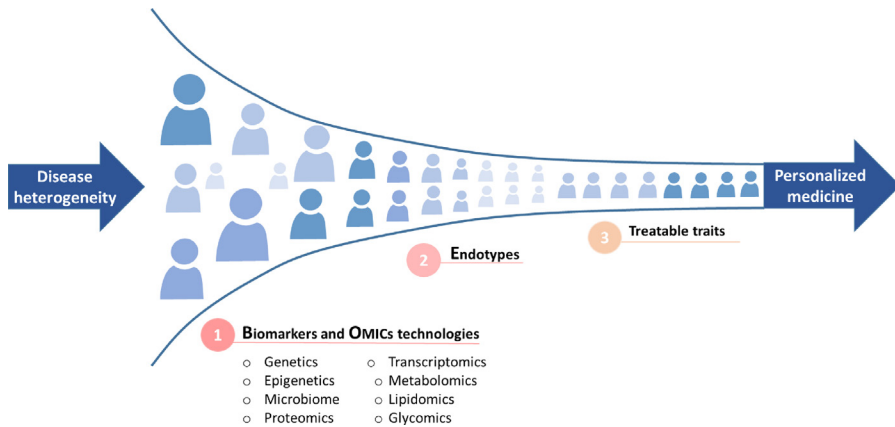 Disease
heterogeneity
Personalized
medicine
3 Treatable traits
2 Endotypes
1 Biomarkers and OMICs technologies
o Genetics o Transcriptomics
o Epigenetics o Metabolomics
o Microbiome o Lipidomics
o Proteomics o Glycomics